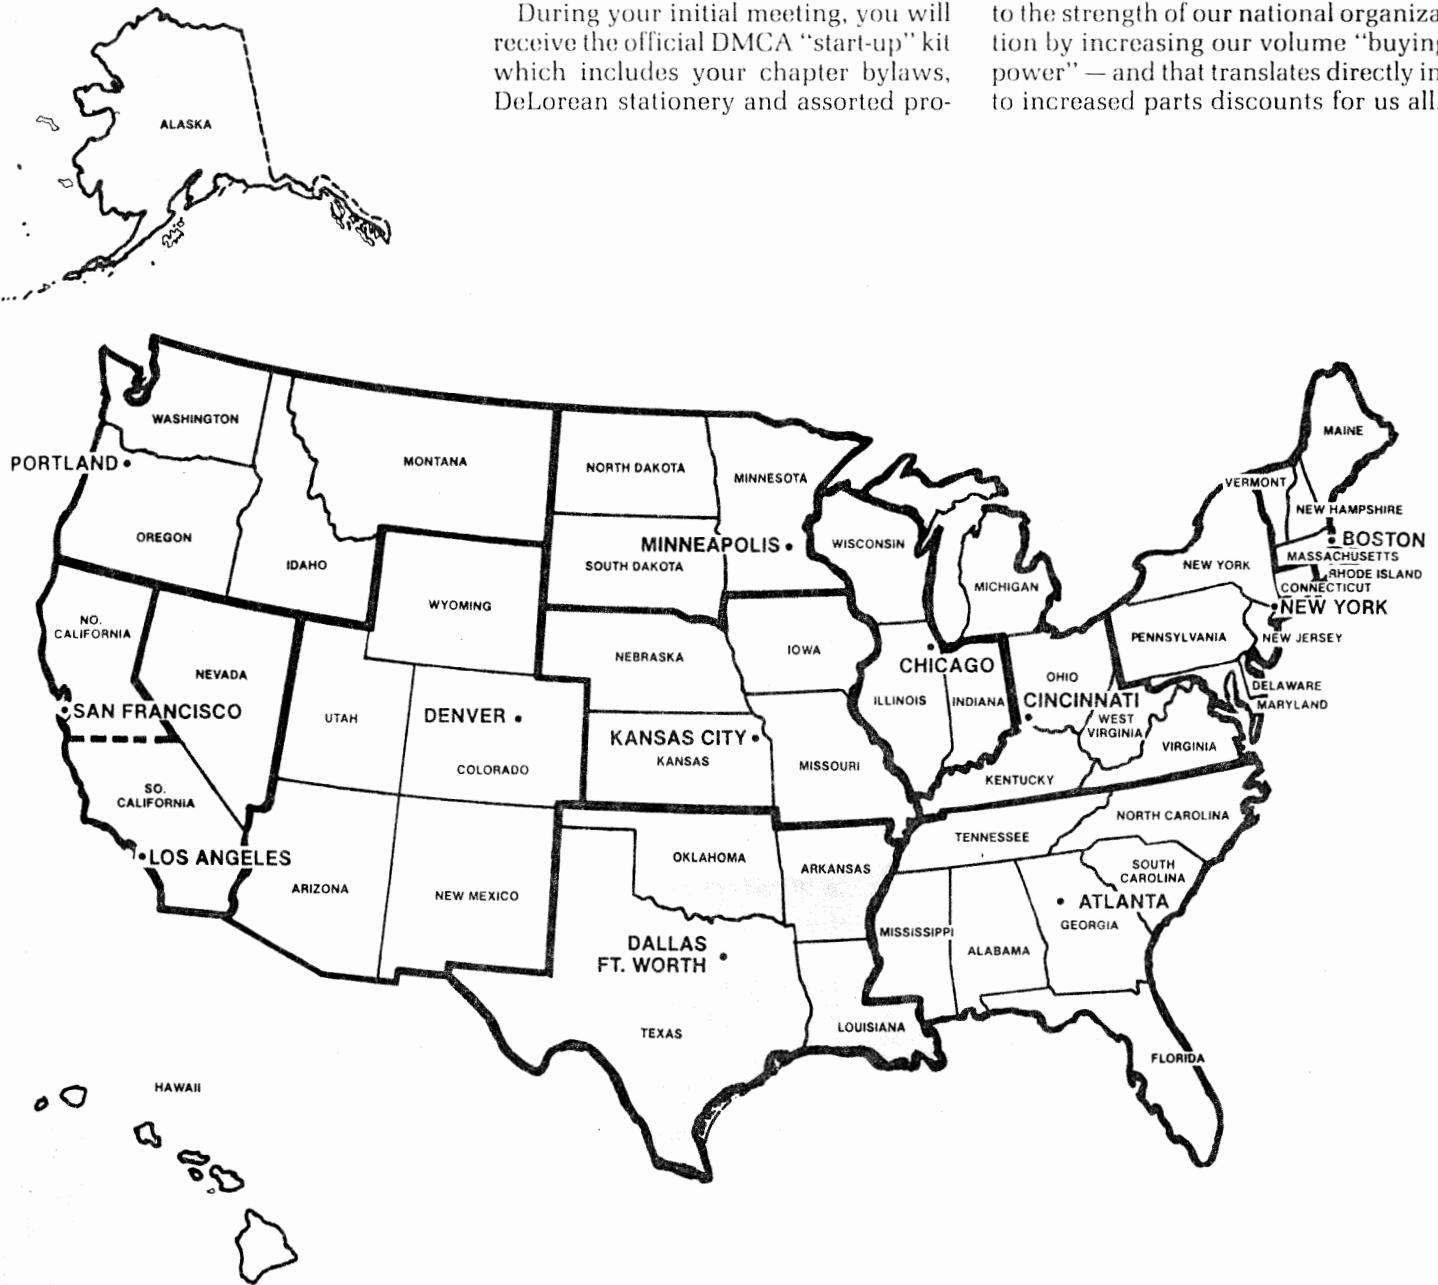 During your initial meeting, you will
receive the official DMCA “start-up” kit
which includes your chapter bylaws,
DeLorean stationery and assorted pro-
to the strength of our national organiza
tion by increasing our volume “buying
power” — and that translates directly in
to increased parts discounts for us all.
ALASKA
WASHINGTON
PORTLAND
OREGON
IDAHO
MONTANA
NORTH DAKOTA
MINNESOTA
MINNEAPOLIS
SOUTH DAKOTA
WISCONSIN
MICHIGAN
MAINE
VERMONT
NEW HAMPSHIRE
BOSTON
MASSACHUSETTS
RHODE ISLAND
CONNECTICUT
NEW YORK
NEW YORK
NEW JERSEY
PENNSYLVANIA
DELAWARE
MARYLAND
NO.
CALIFORNIA
NEVADA
SAN FRANCISCO
UTAH
WYOMING
DENVER
COLORADO
NEBRASKA
KANSAS CITY
KANSAS
IOWA
MISSOURI
CHICAGO
ILLINOIS
INDIANA
OHIO
CINCINNATI
WEST
VIRGINIA
VIRGINIA
KENTUCKY
SO.
CALIFORNIA
LOS ANGELES
ARIZONA
NEW MEXICO
OKLAHOMA
ARKANSAS
TENNESSEE
NORTH CAROLINA
SOUTH
CAROLINA
ATLANTA
GEORGIA
MISSISSIPPI
ALABAMA
DALLAS
FT. WORTH
TEXAS
LOUISIANA
FLORIDA
HAWAII